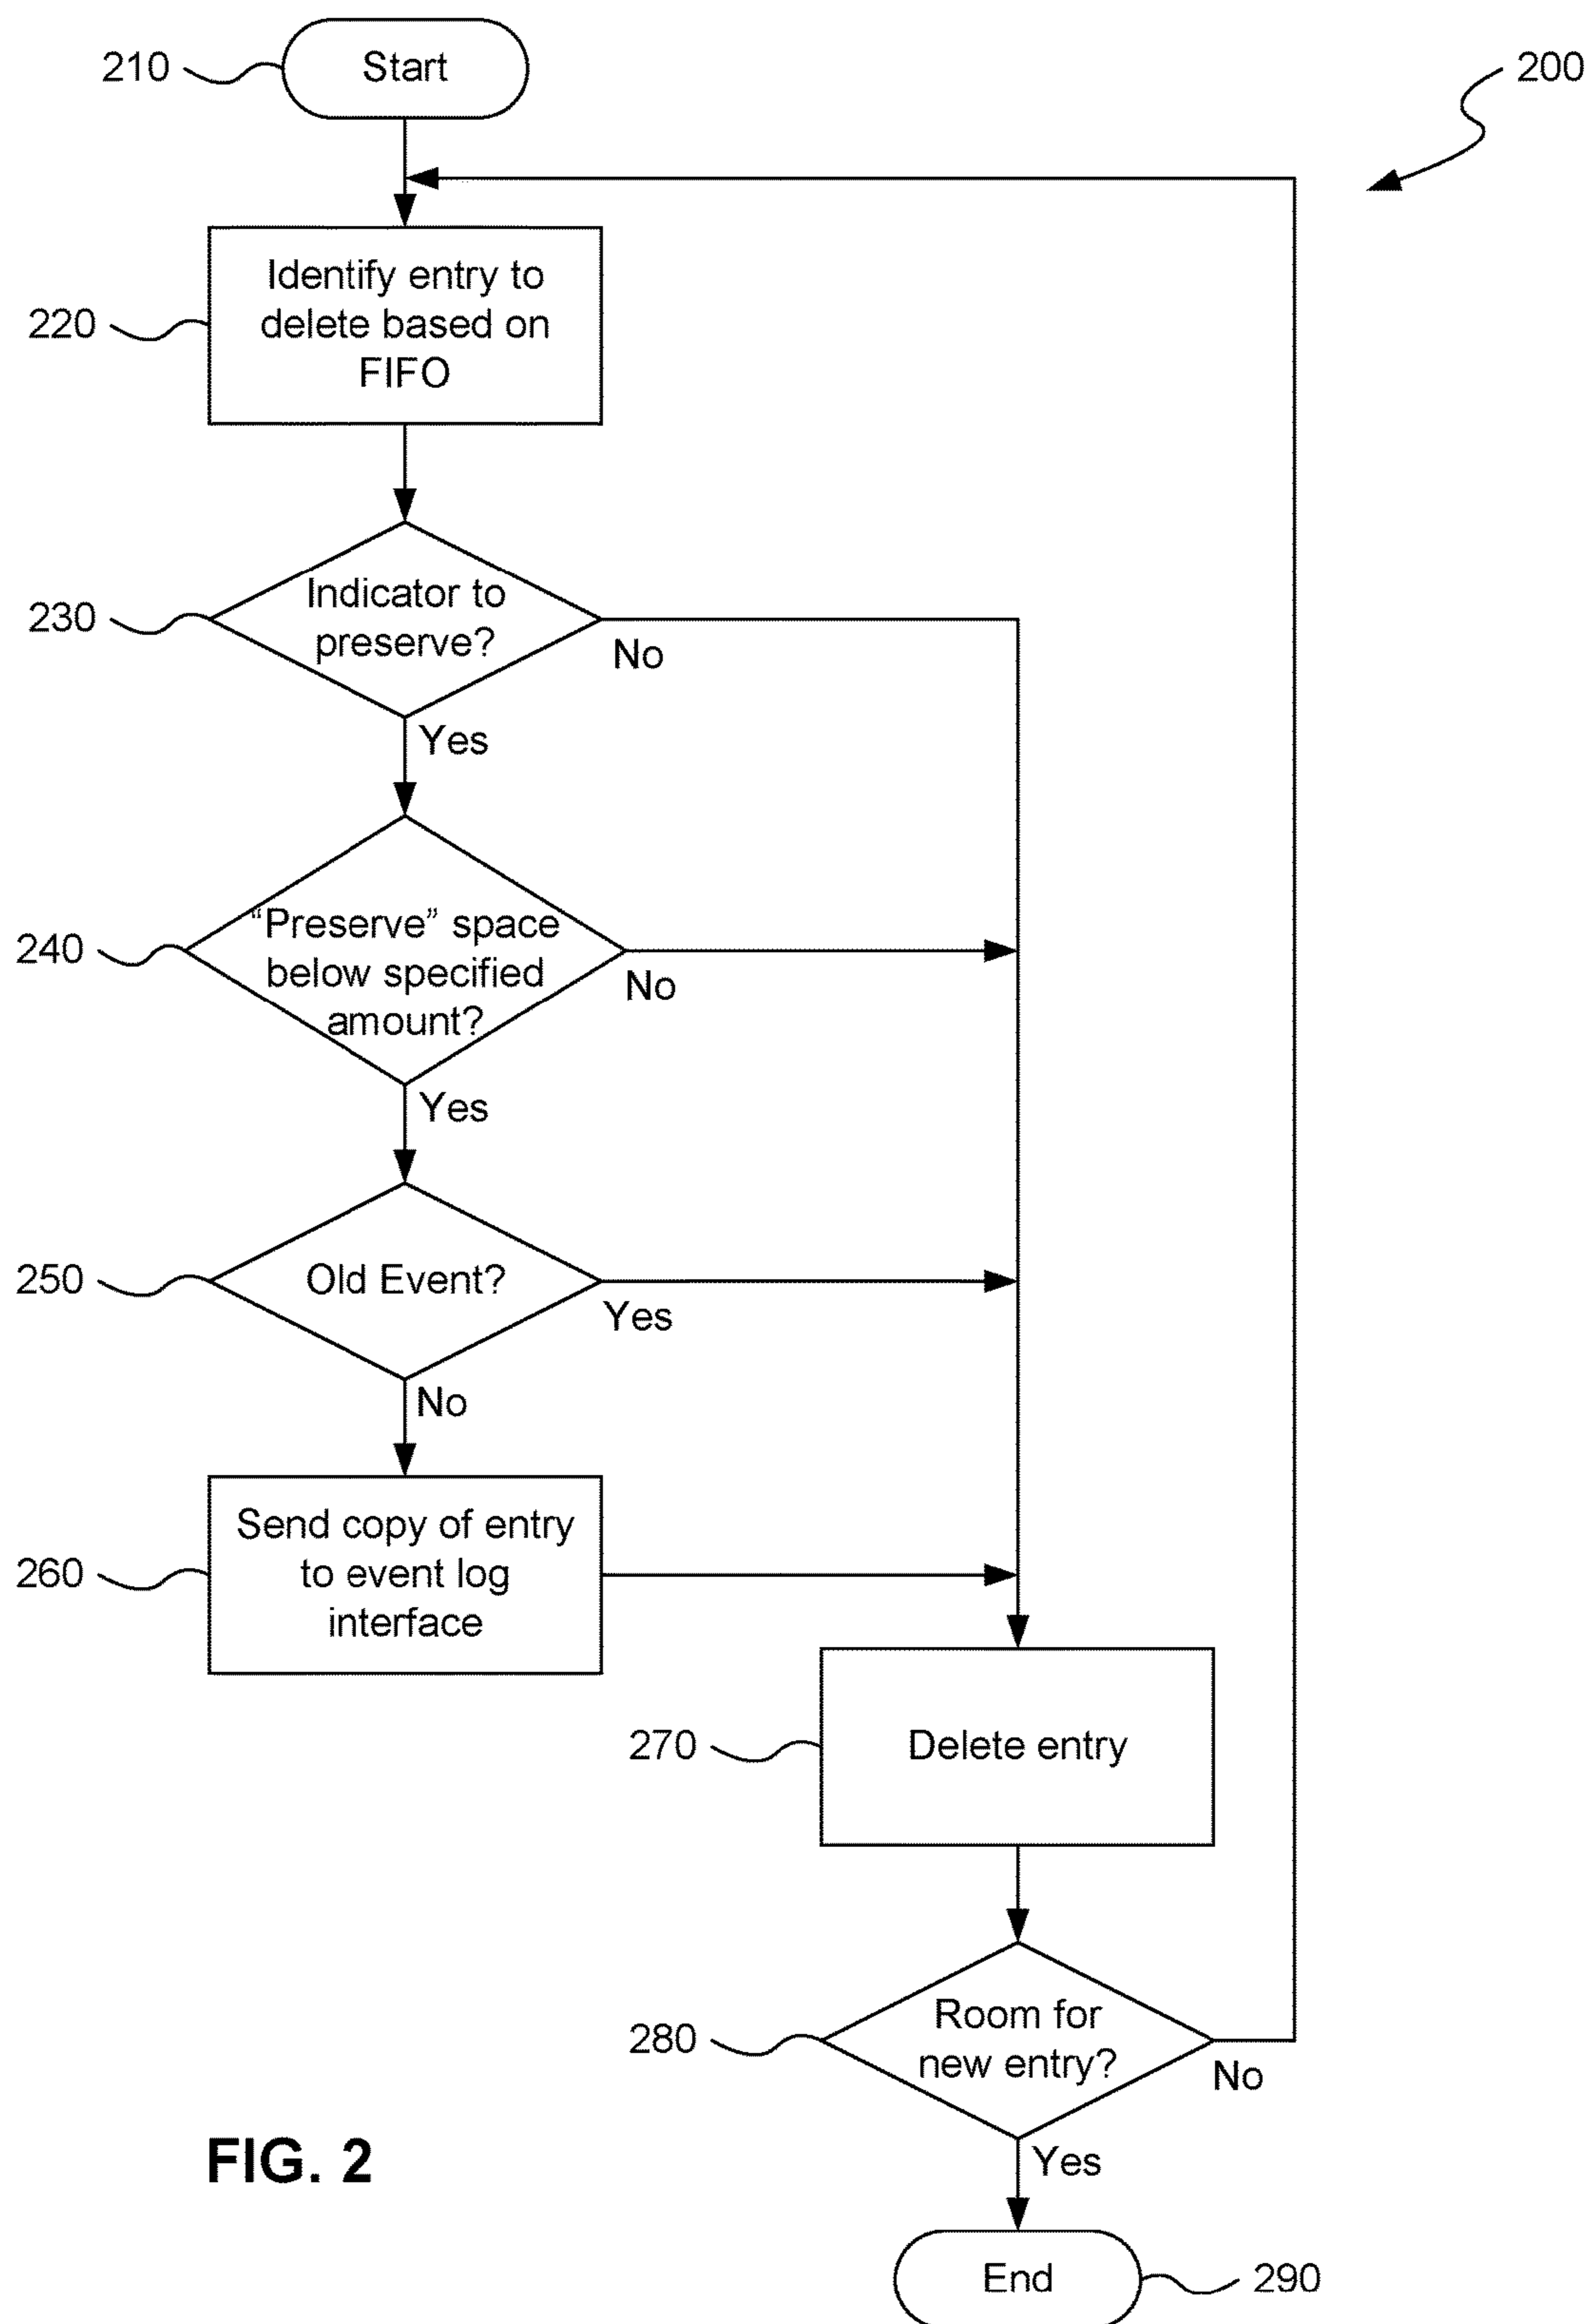 210
Start
200
220
Identify entry to
delete based on
FIFO
230
Indicator to
preserve?
No
Yes
240
“Preserve” space
below specified
amount?
No
Yes
250
Old Event?
Yes
No
260
Send copy of entry
to event log
interface
270
Delete entry
280
Room for
new entry?
No
Yes
FIG. 2
End
290